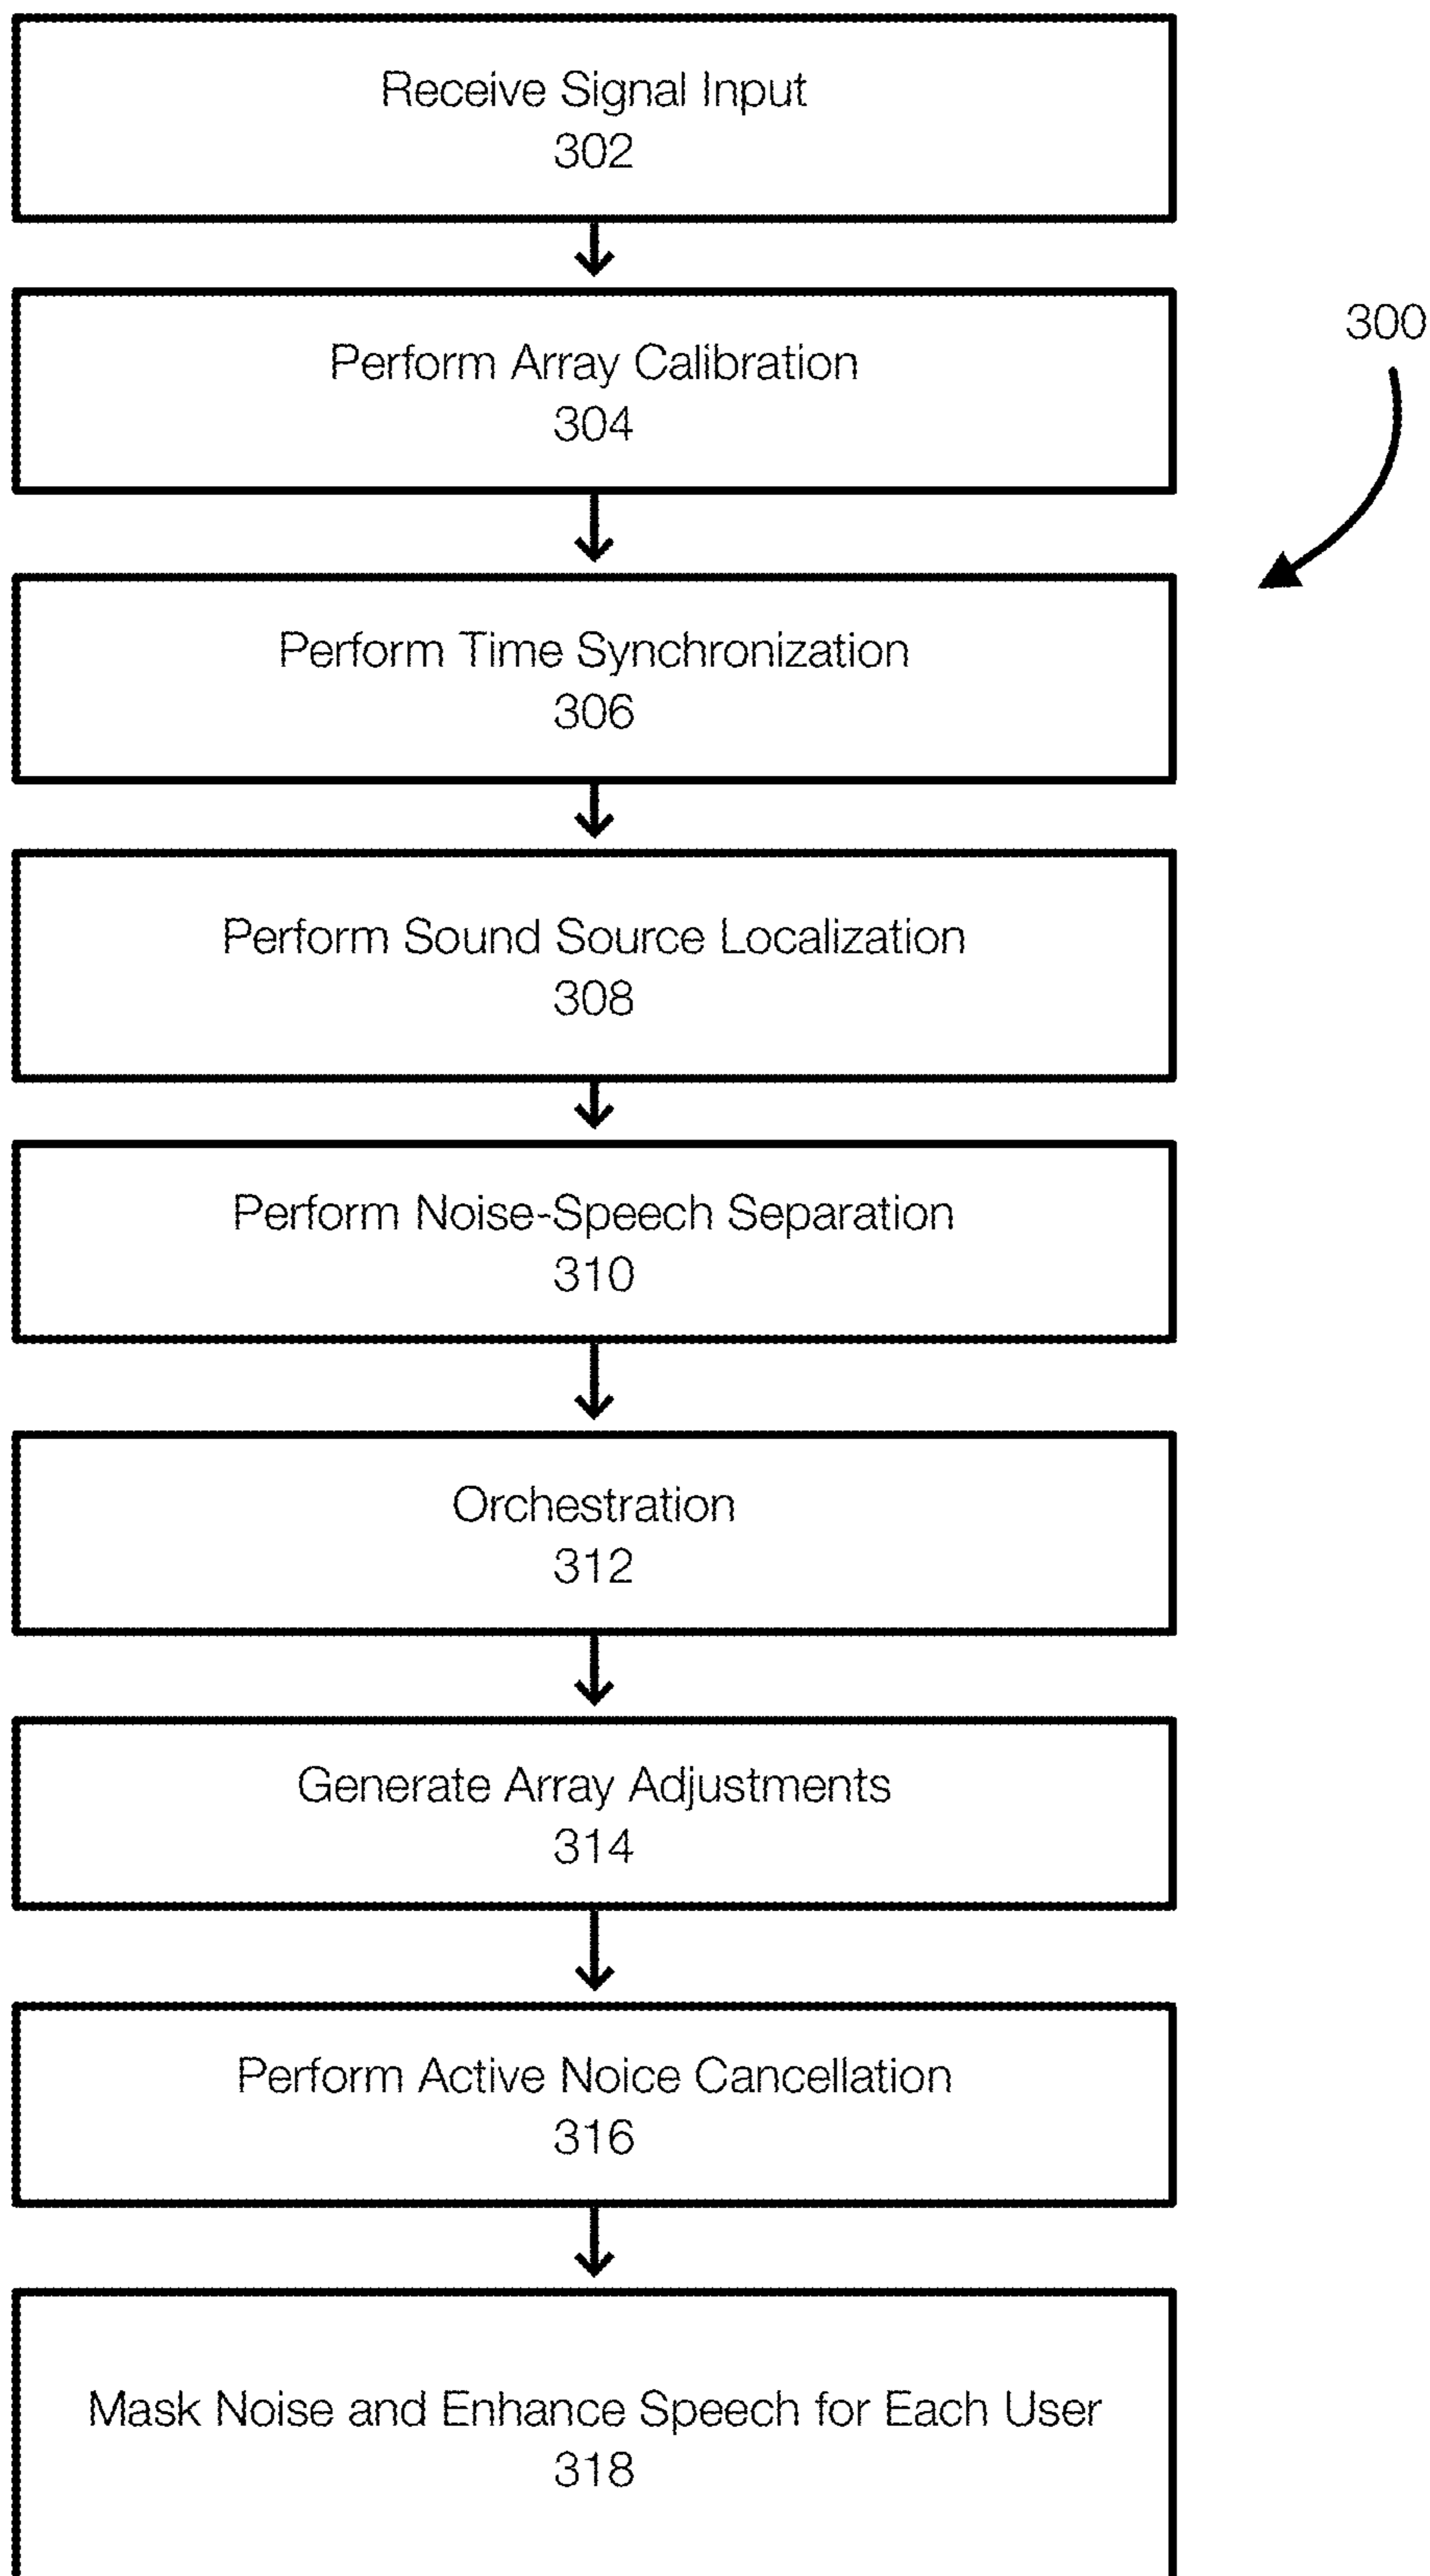 Receive Signal Input
302
Perform Array Calibration
304
300
Perform Time Synchronization
306
Perform Sound Source Localization
308
Perform Noise-Speech Separation
310
Orchestration
312
Generate Array Adjustments
314
Perform Active Noice Cancellation
316
Mask Noise and Enhance Speech for Each User
318